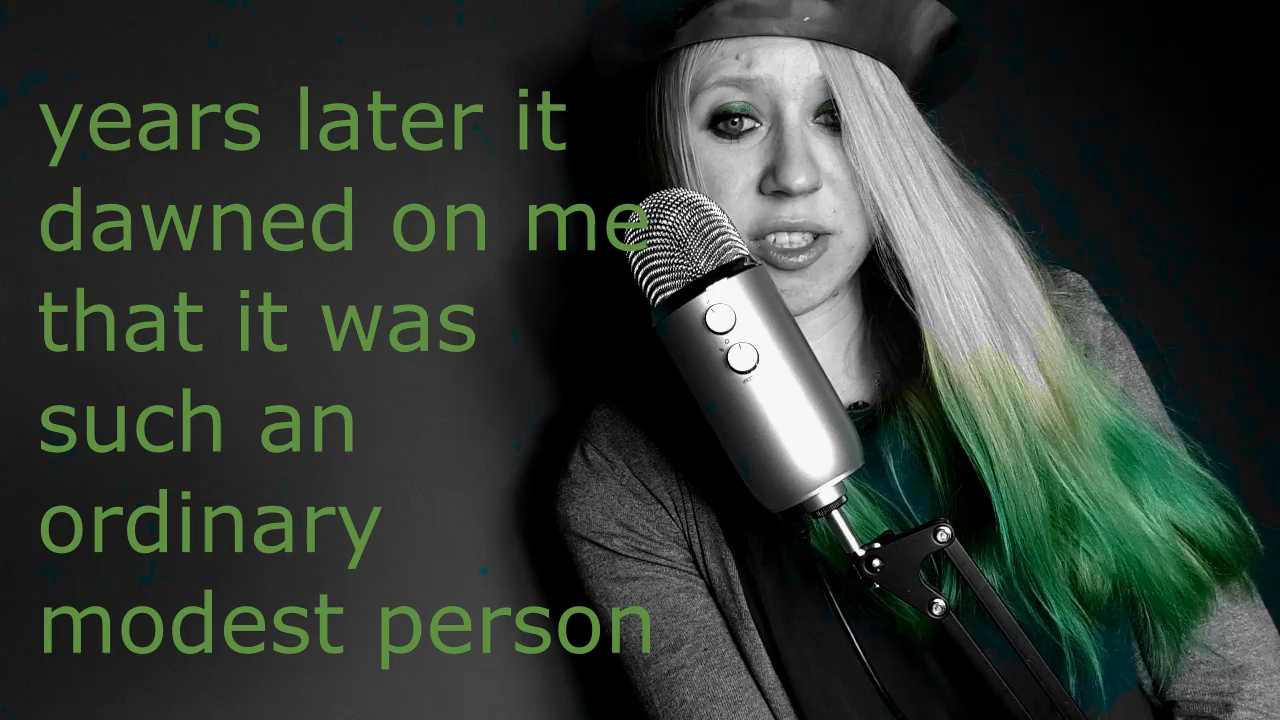 years later it
dawned on me
that it was
such an
ordinary
modest person